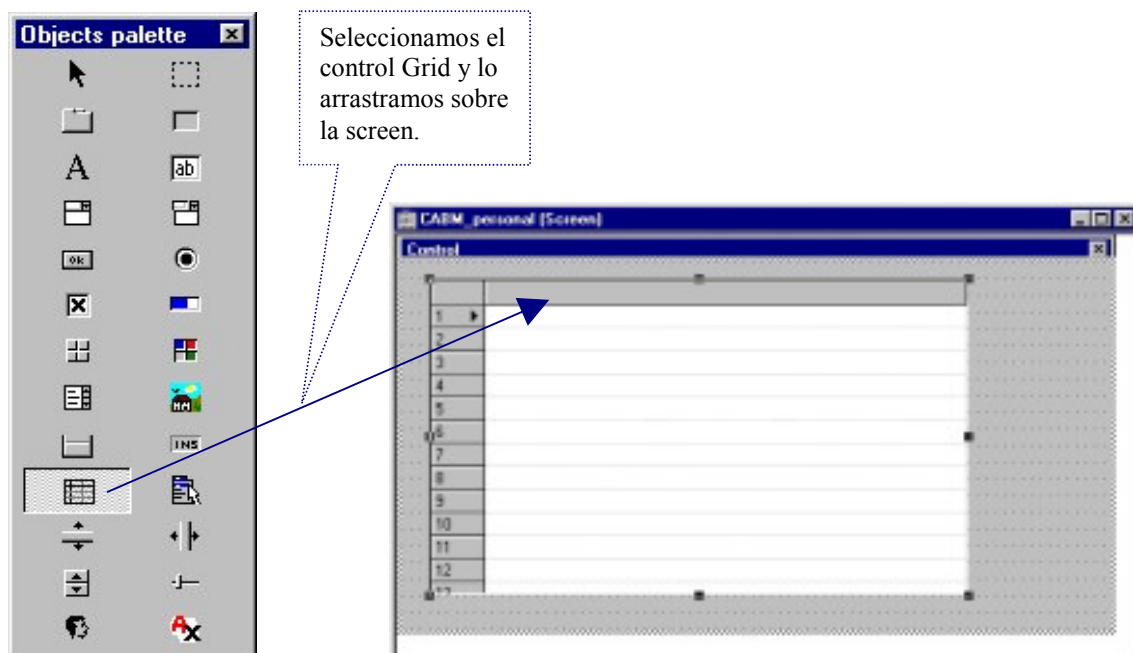 Objects palette
Seleccionamos el
control Grid y lo
arrastramos sobre
la screen.
A
ab
ok
INS
CABM_personal (Screen)
Control
1
2
3
4
5
6
7
8
9
10
11
12